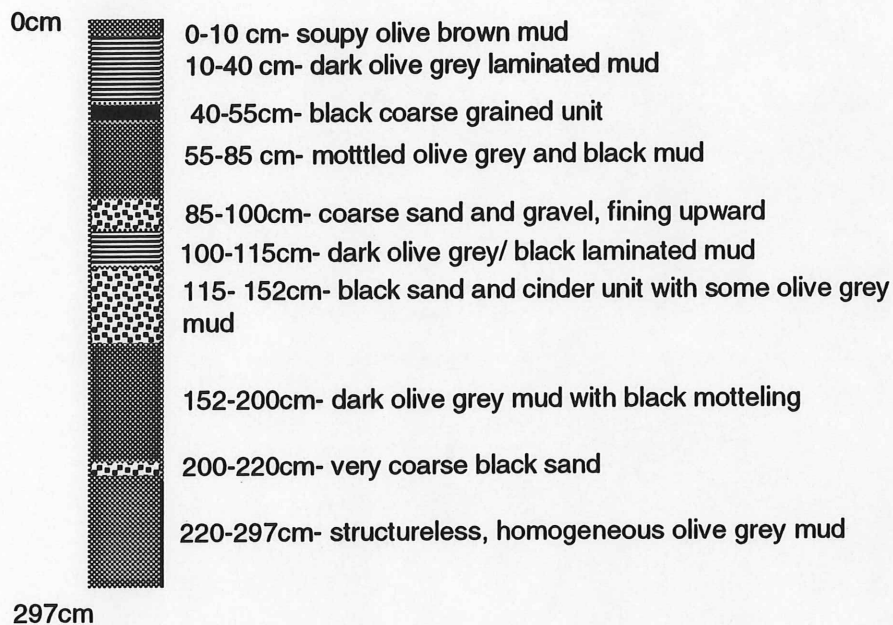 0cm
0-10 cm- soupy olive brown mud
10-40 cm- dark olive grey laminated mud
40-55cm- black coarse grained unit
55-85 cm- motttled olive grey and black mud
85-100cm- coarse sand and gravel, fining upward
100-115cm- dark olive grey/ black laminated mud
115- 152cm- black sand and cinder unit with some olive grey
mud
152-200cm- dark olive grey mud with black motteling
200-220cm- very coarse black sand
220-297cm- structureless, homogeneous olive grey mud
297cm